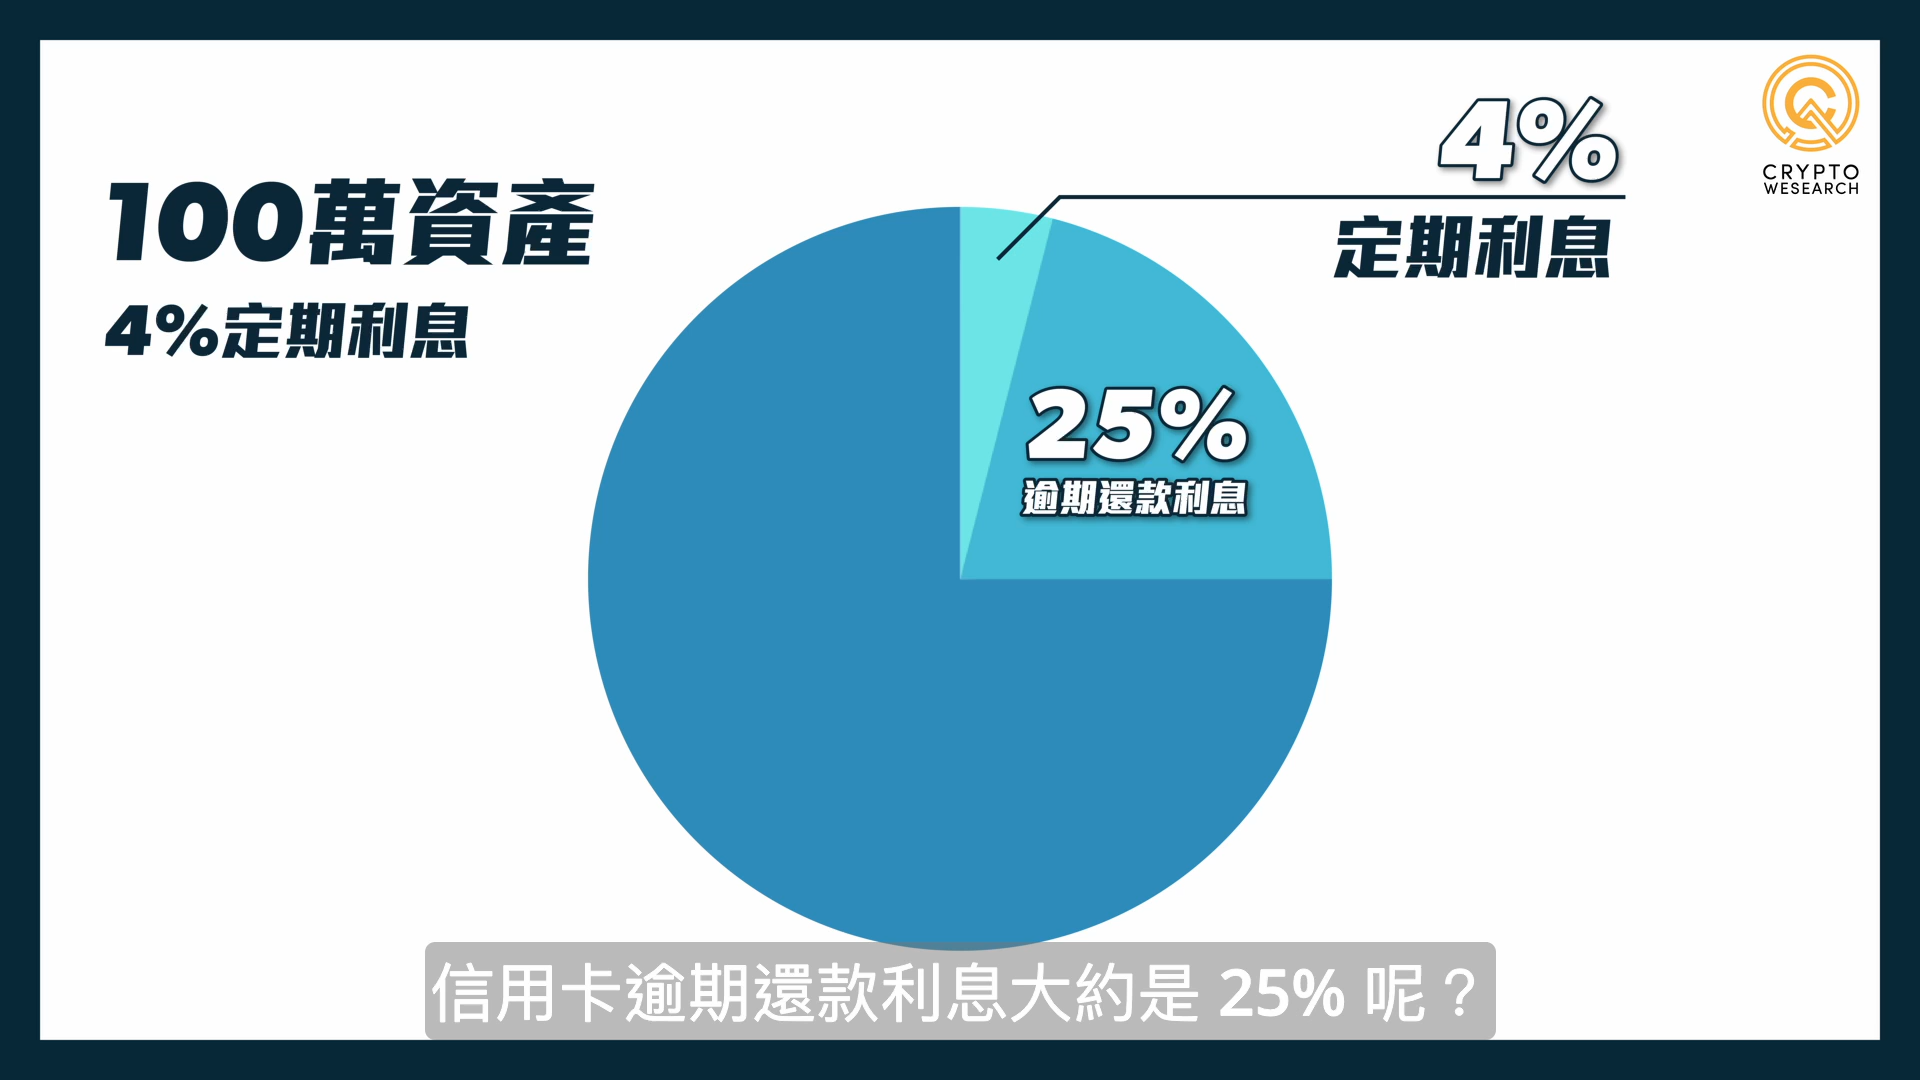 100萬資產
4%定期利息
4%
定期利息
CRYPTO
WESEARCH
25%
逾期還款利息
信用卡逾期還款利息大約是 25% 呢？